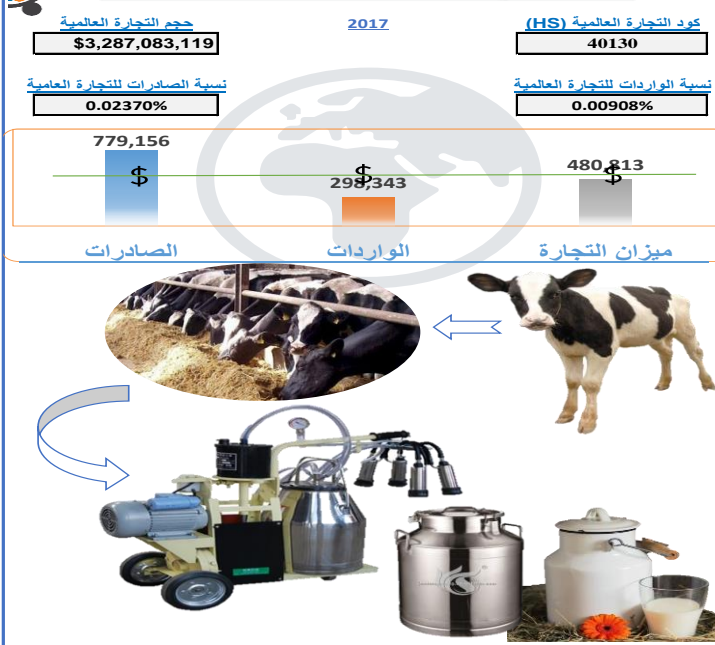 كود التجارة العالمية (HS)
2017
حجم التجارة العالمية
40130
$3,287,083,119
نسبة الواردات للتجارة العالمية
نسبة الصادرات للتجارة العامية
0.00908%
0.02370%
480,813
298,343
779,156
$
$
$
ميزان التجارة
الواردات
الصادرات